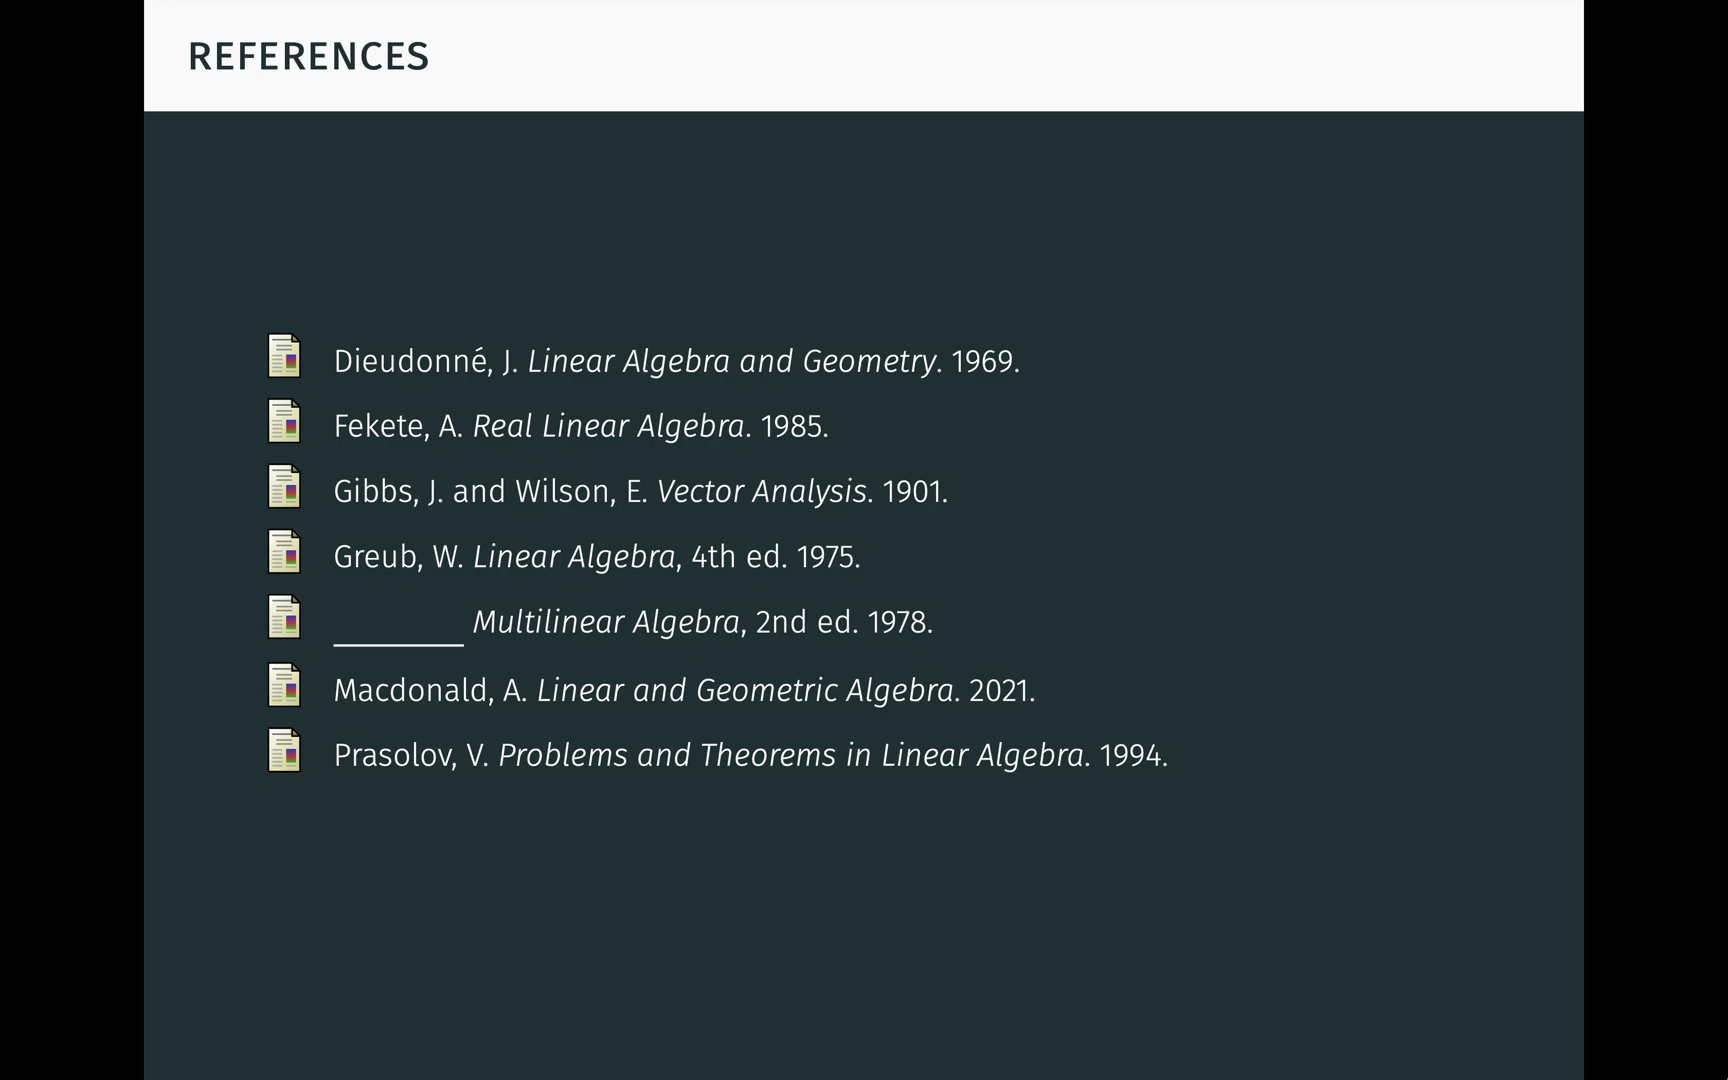 REFERENCES
Dieudonné, J. Linear Algebra and Geometry. 1969.
Fekete, A. Real Linear Algebra. 1985.
Gibbs, J. and Wilson, E. Vector Analysis. 1901.
Greub, W. Linear Algebra, 4th ed. 1975.
________ Multilinear Algebra, 2nd ed. 1978.
Macdonald, A. Linear and Geometric Algebra. 2021.
Prasolov, V. Problems and Theorems in Linear Algebra. 1994.